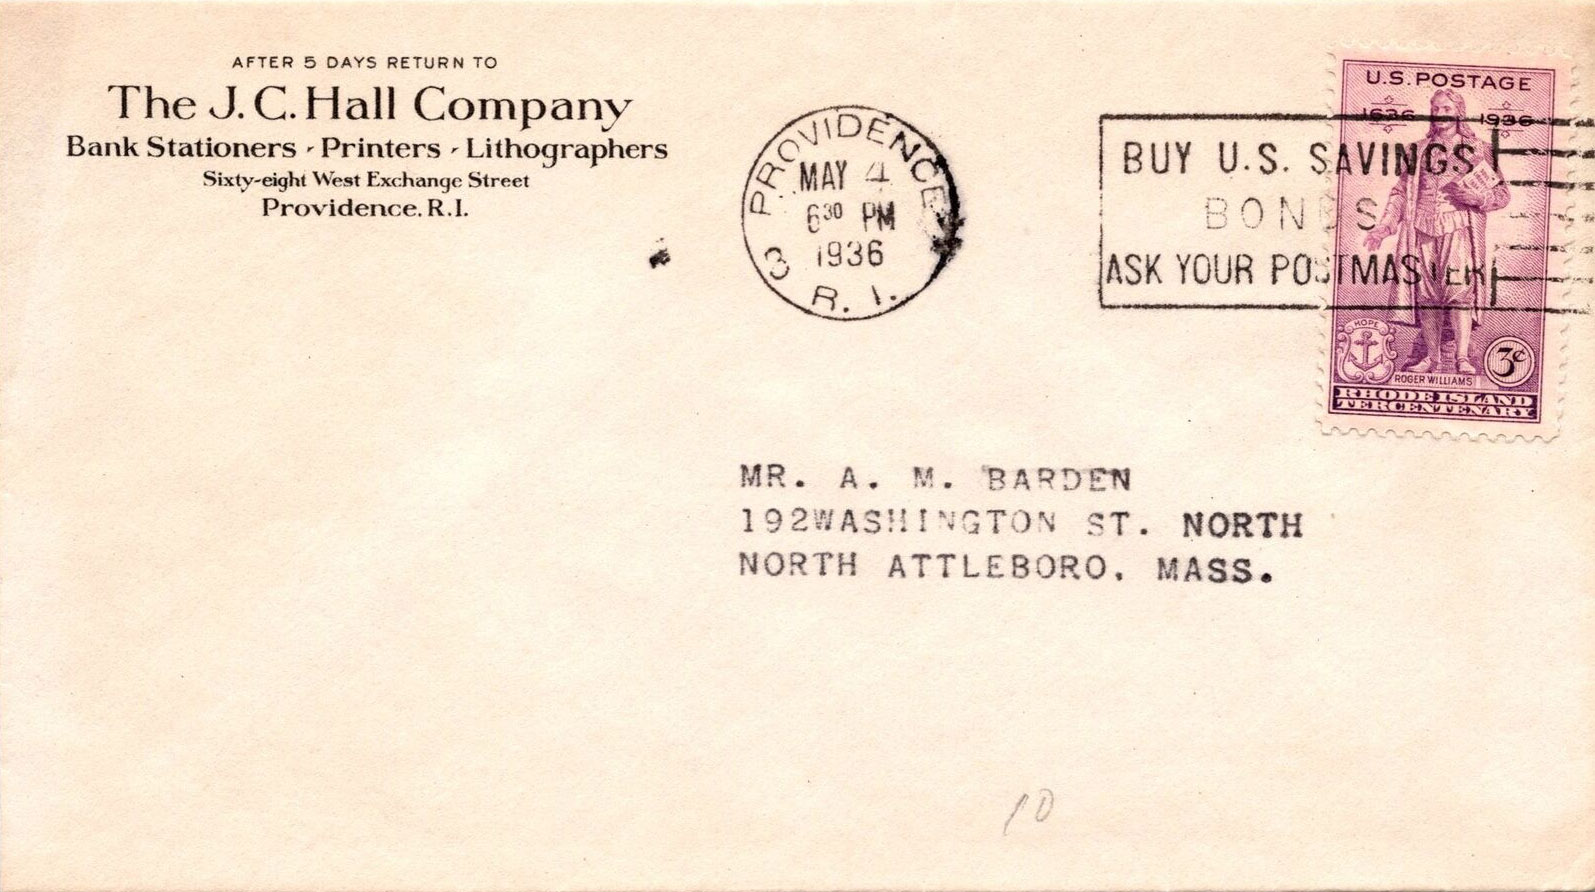 AFTER 5 DAYS RETURN TO
The J. C. Hall Company
Bank Stationers - Printers - Lithographers
Sixty-eight West Exchange Street
Providence, R.I.
PROVIDENCE
MAY 4
6 30 PM
1936
3
R. I.
BUY U.S. SAVINGS
BONDS
ASK YOUR POSTMASTER
U.S. POSTAGE
1636 1936
HOPE
3¢
ROGER WILLIAMS
RHODE ISLAND
TERCENTENARY
MR. A. M. BARDEN
192WASHINGTON ST. NORTH
NORTH ATTLEBORO, MASS.
10